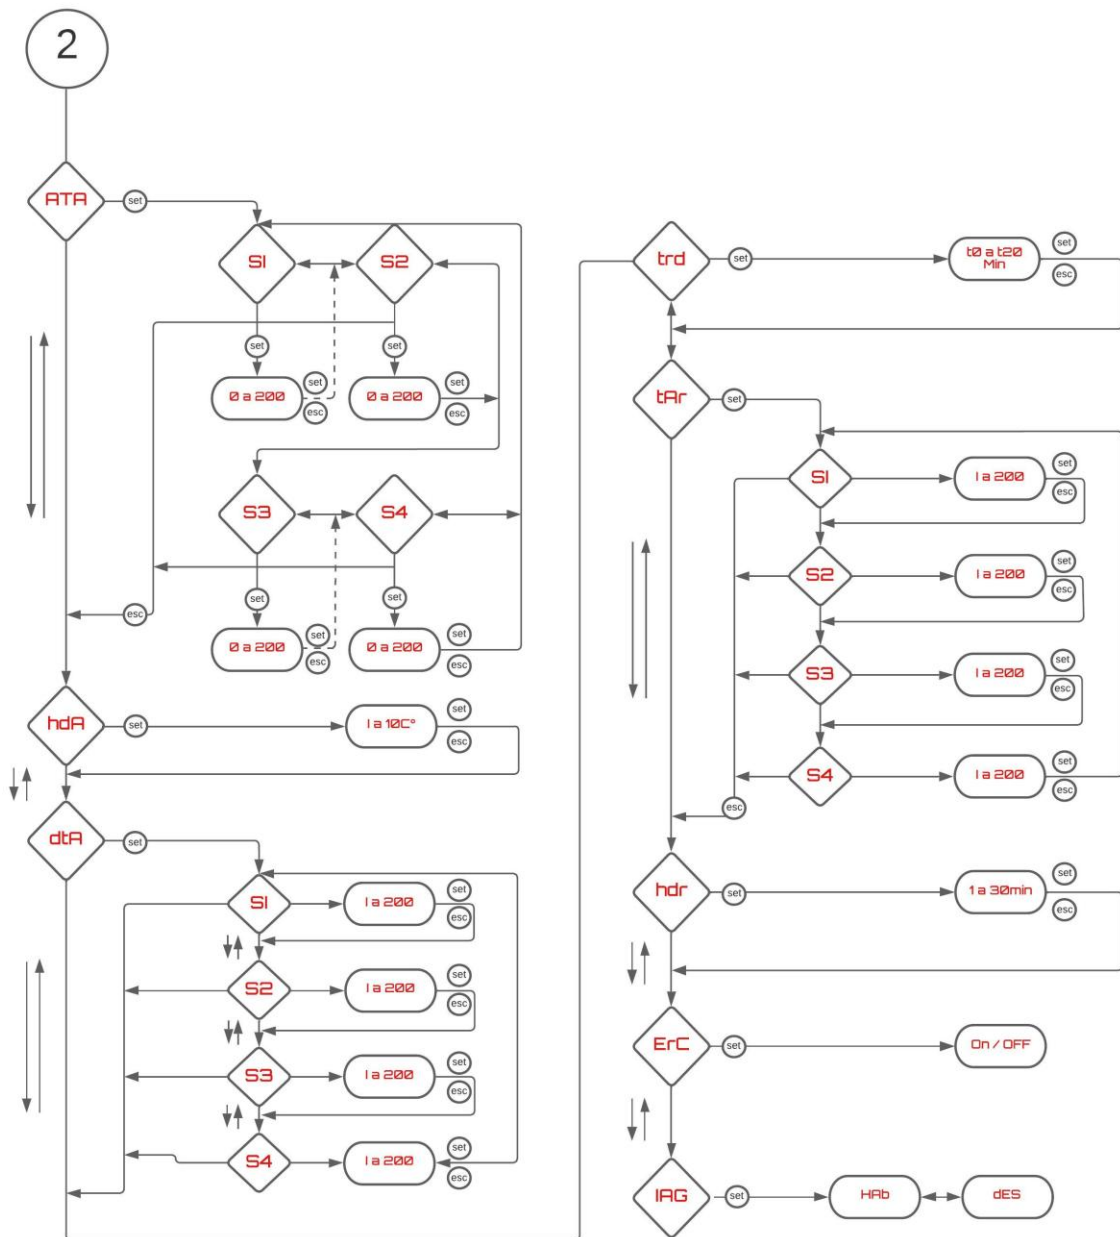 2
ATA
set
S1
S2
set
set
0 a 200
set
esc
0 a 200
set
esc
S3
S4
set
set
esc
0 a 200
set
esc
0 a 200
set
esc
hdA
set
1 a 10C°
set
esc
dtA
set
S1
1 a 200
set
esc
S2
1 a 200
set
esc
S3
1 a 200
set
esc
S4
1 a 200
set
esc
trd
set
t0 a t20
Min
set
esc
tAr
set
S1
1 a 200
set
esc
S2
1 a 200
set
esc
S3
1 a 200
set
esc
S4
1 a 200
set
esc
esc
hdr
set
1 a 30min
set
esc
ErC
set
On / OFF
IAG
set
HAb
dES